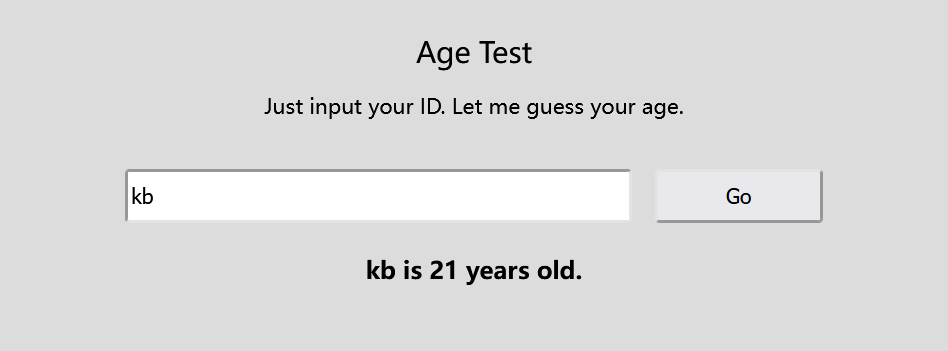 Age Test
Just input your ID. Let me guess your age.
kb
Go
kb is 21 years old.